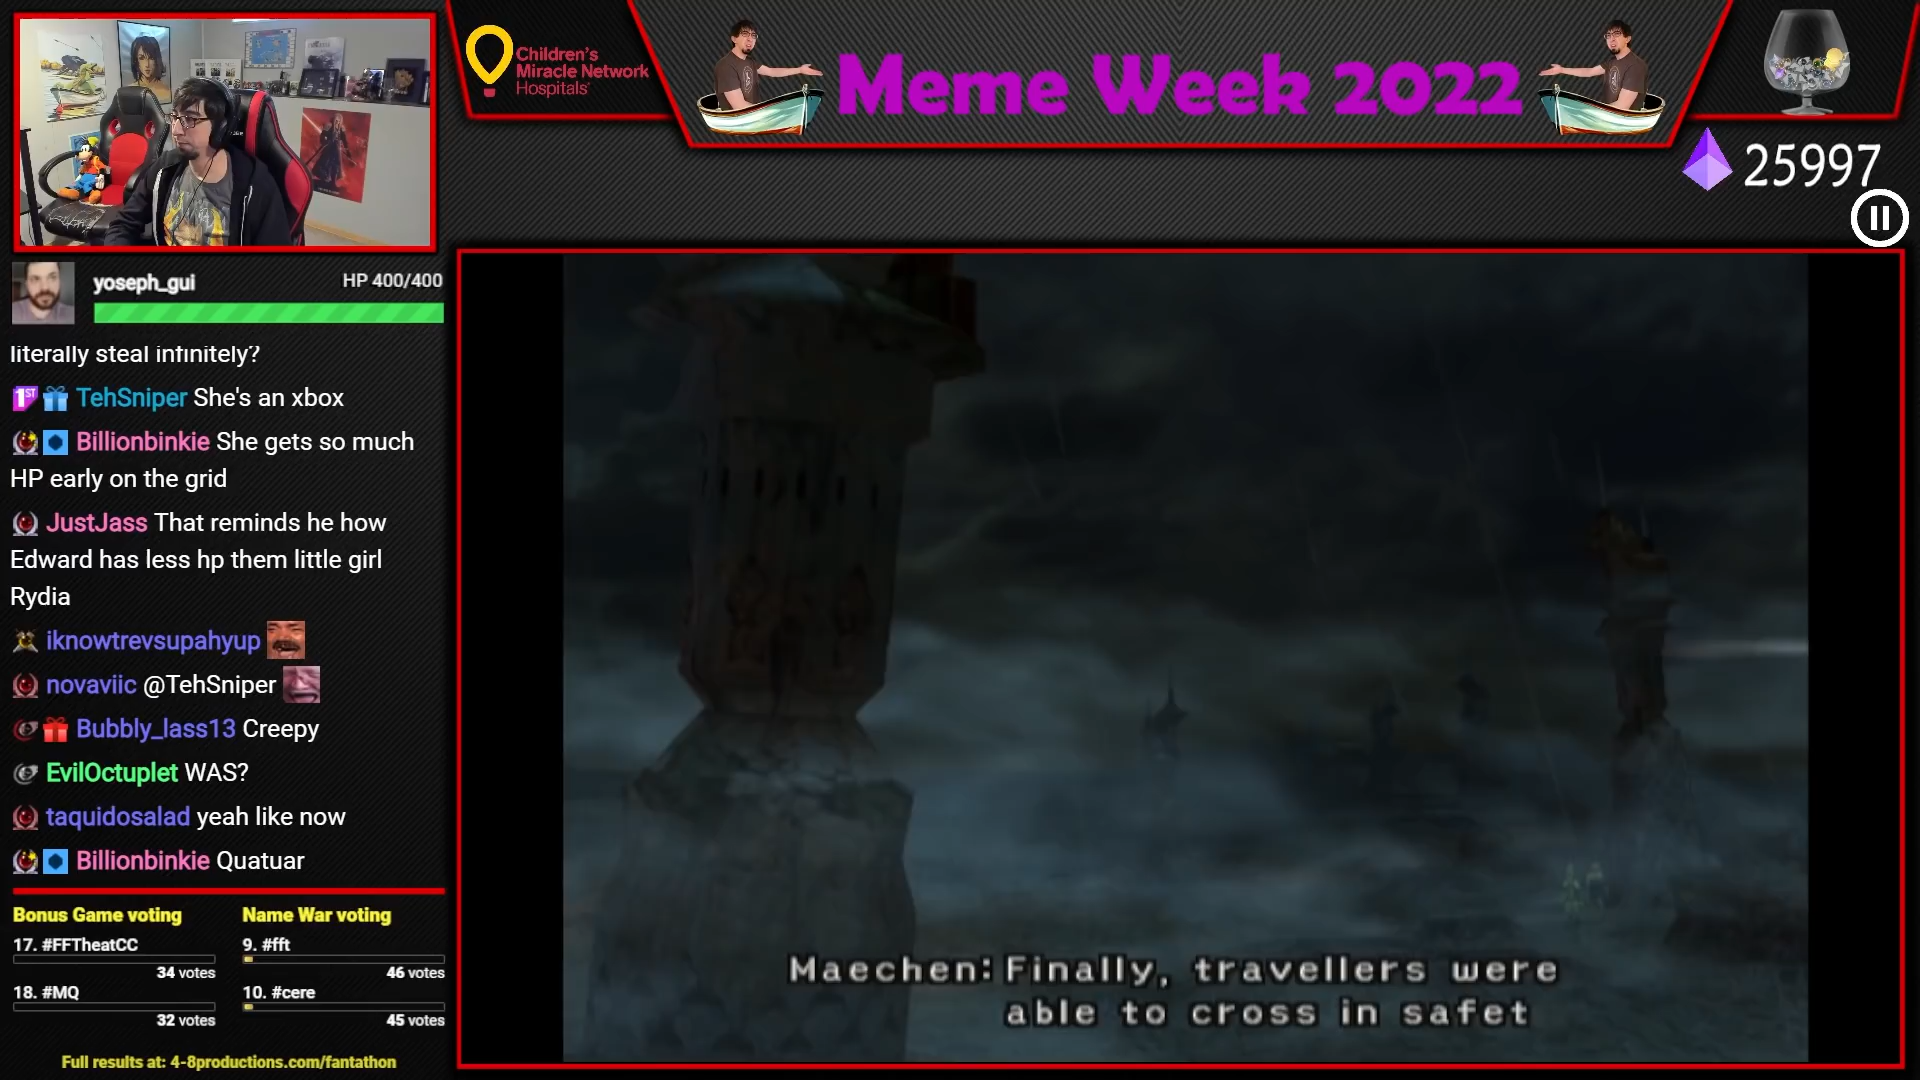 Children's
Miracle Network
Hospitals
Meme Week 2022
25997
yoseph_gui
HP 400/400
literally steal infinitely?
1ST TehSniper She's an xbox
Billionbinkie She gets so much
HP early on the grid
JustJass That reminds he how
Edward has less hp them little girl
Rydia
iknowtrevsupahyup
novaviic @TehSniper
Bubbly_lass13 Creepy
EvilOctuplet WAS?
taquidosalad yeah like now
Billionbinkie Quatuar
Bonus Game voting
17. #FFTheatCC
34 votes
18. #MQ
32 votes
Name War voting
9. #fft
46 votes
10. #cere
45 votes
Full results at: 4-8productions.com/fantathon
Maechen: Finally, travellers were
able to cross in safet